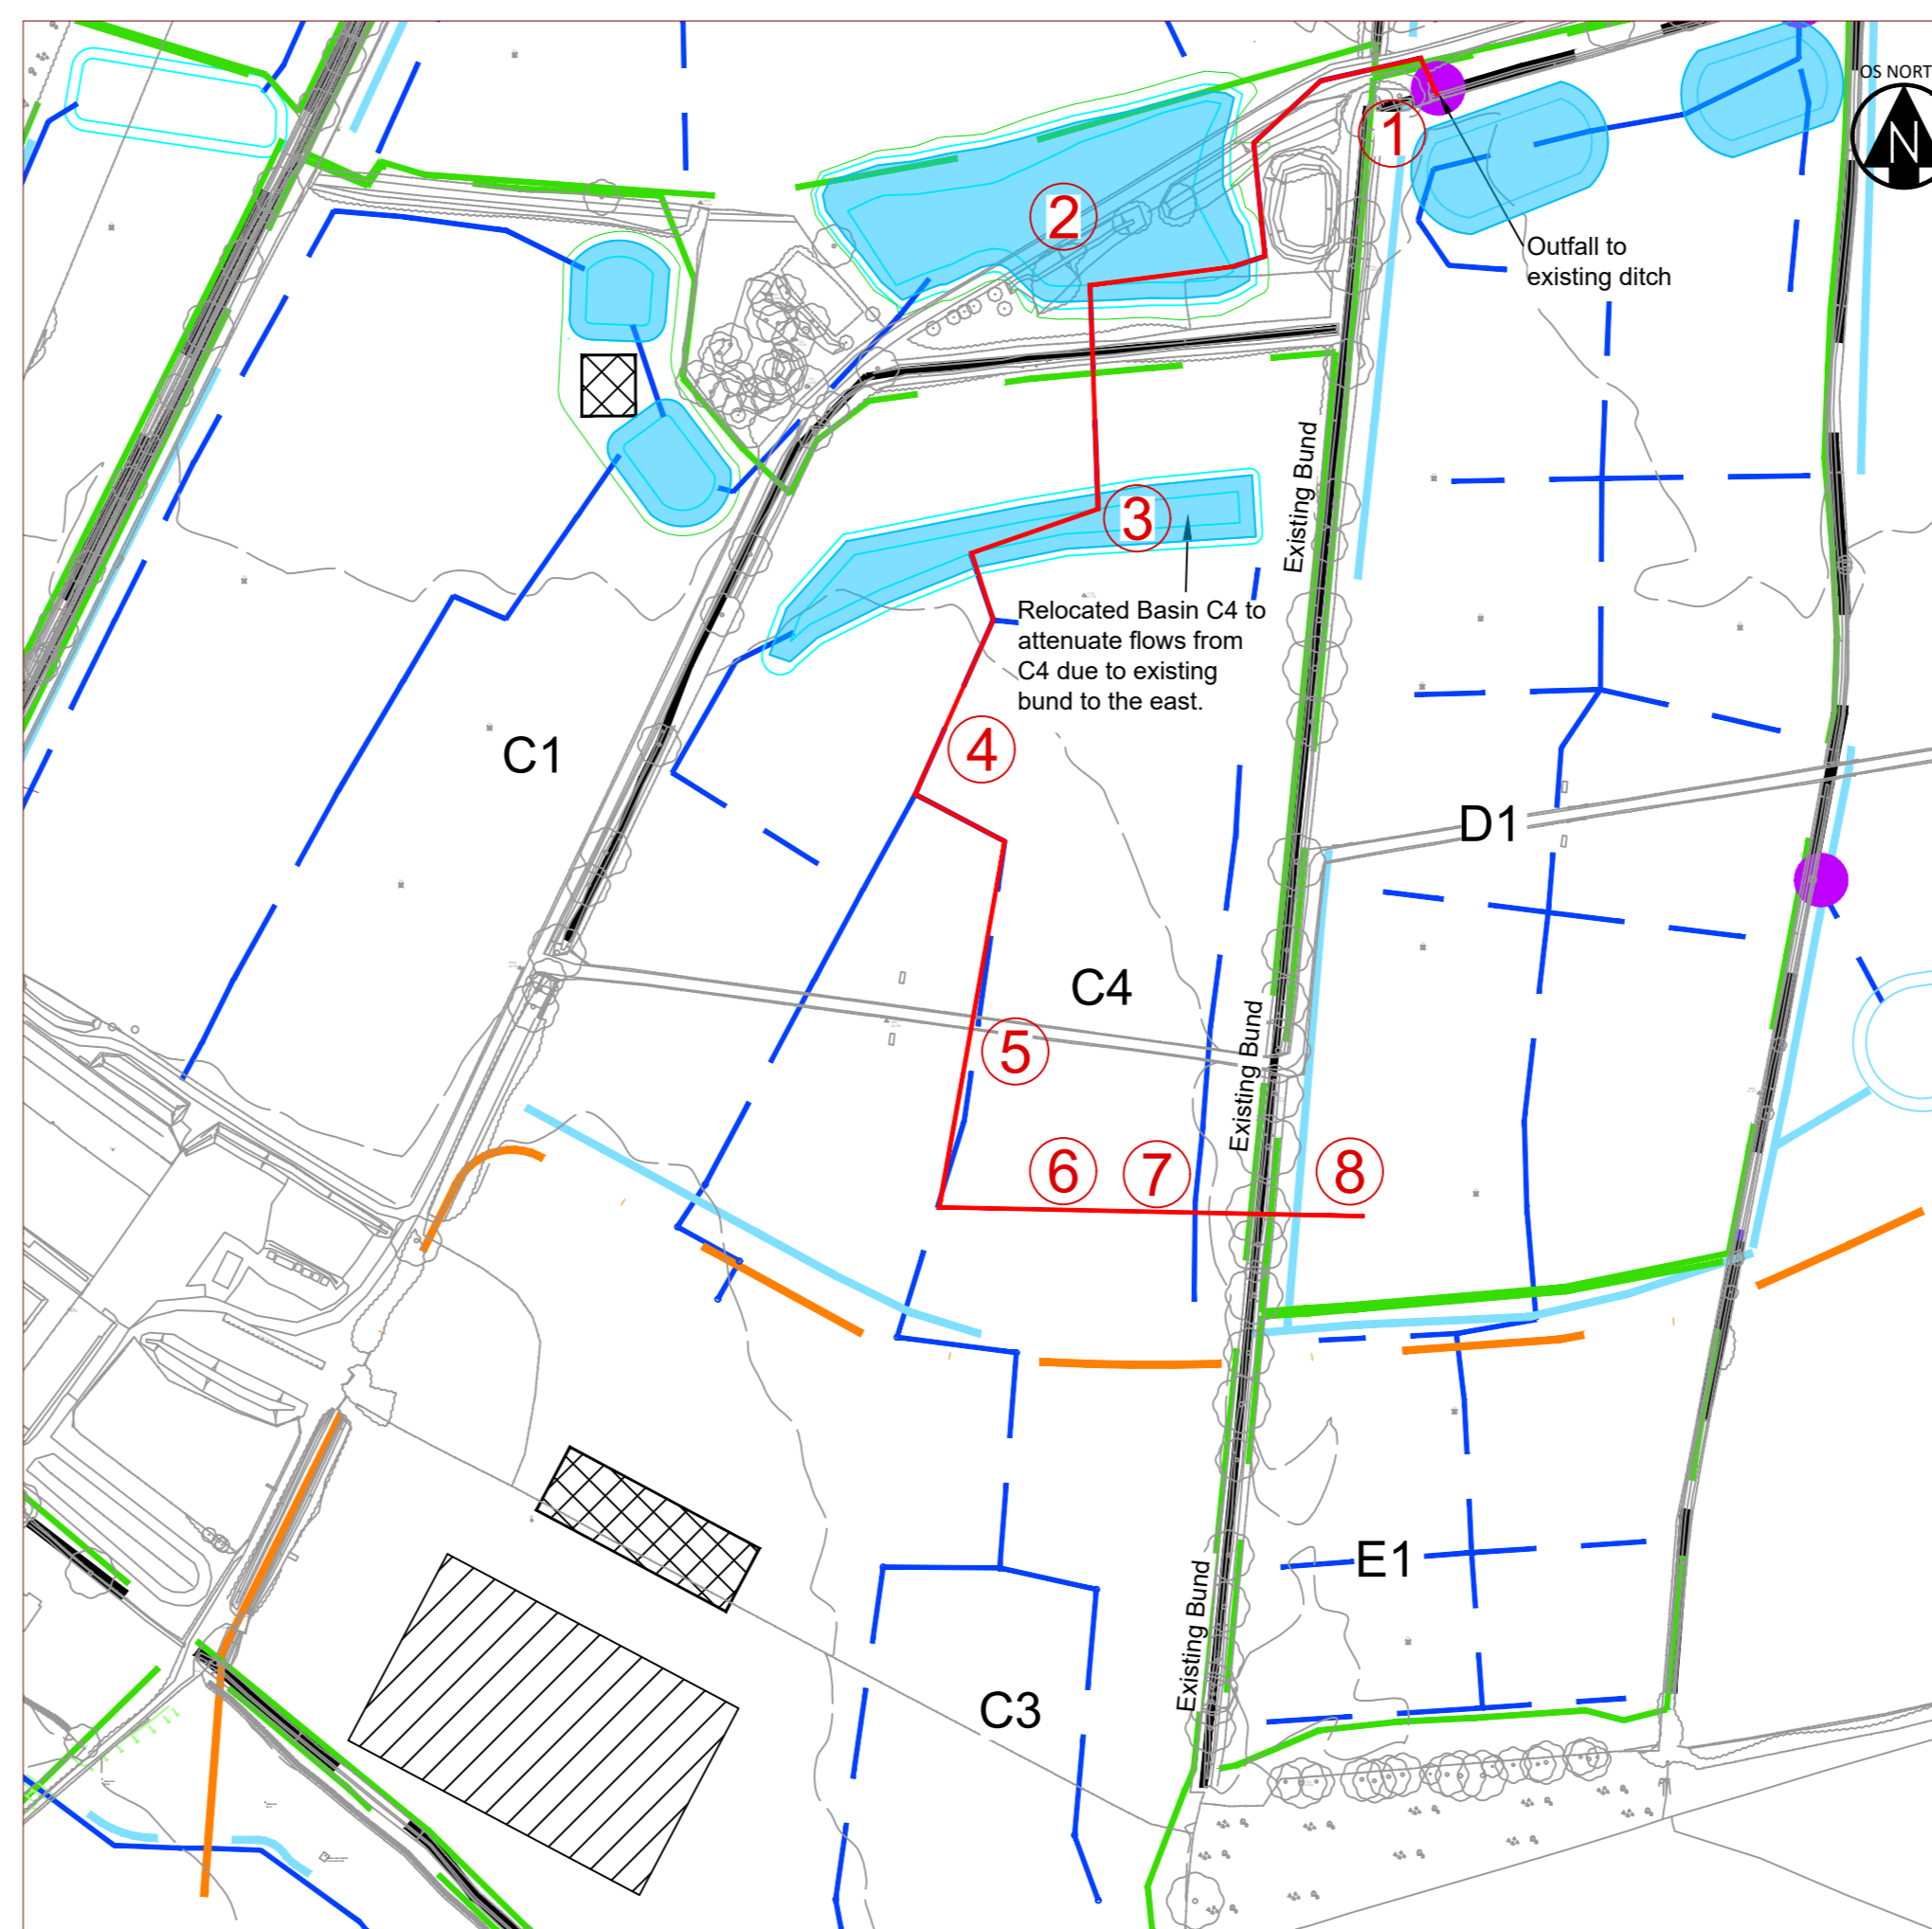 OS NORT
N
1
2
Outfall to
existing ditch
Existing Bund
3
Relocated Basin C4 to
attenuate flows from
C4 due to existing
bund to the east.
C1
4
D1
C4
5
Existing Bund
6
7
8
E1
Existing Bund
C3